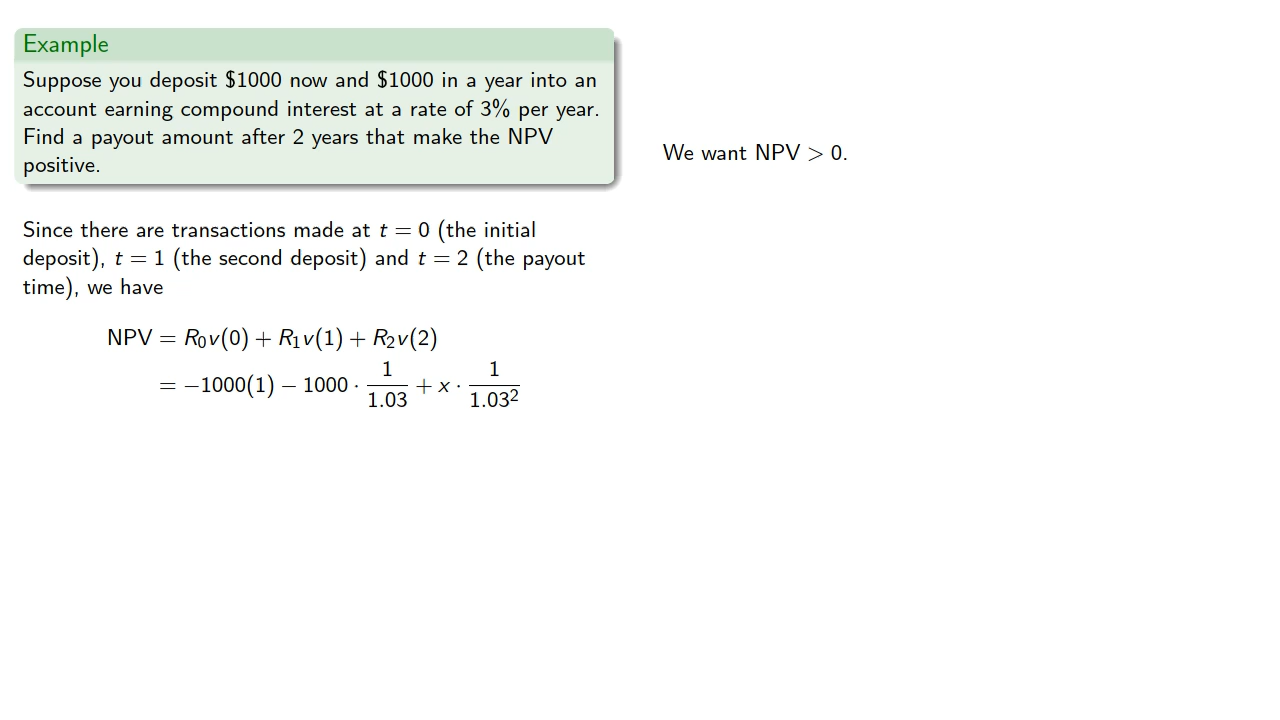 Example
Suppose you deposit $1000 now and $1000 in a year into an
account earning compound interest at a rate of 3% per year.
Find a payout amount after 2 years that make the NPV
positive.
We want NPV > 0.
Since there are transactions made at t = 0 (the initial
deposit), t = 1 (the second deposit) and t = 2 (the payout
time), we have
NPV = R₀v(0) + R₁v(1) + R₂v(2)
= −1000(1) − 1000 · 1/1.03 + x · 1/1.03²